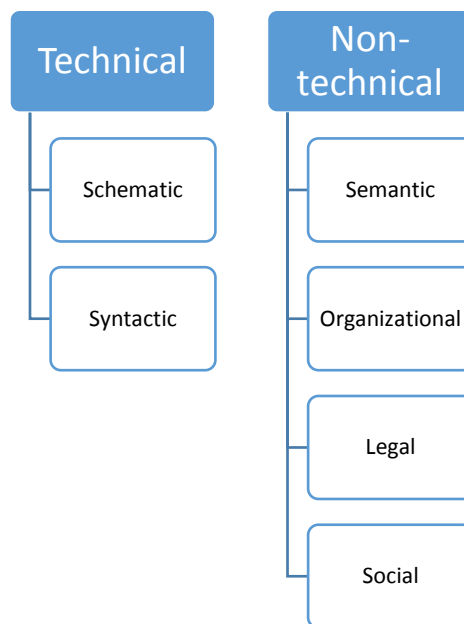 Technical
Schematic
Syntactic
Non-
technical
Semantic
Organizational
Legal
Social